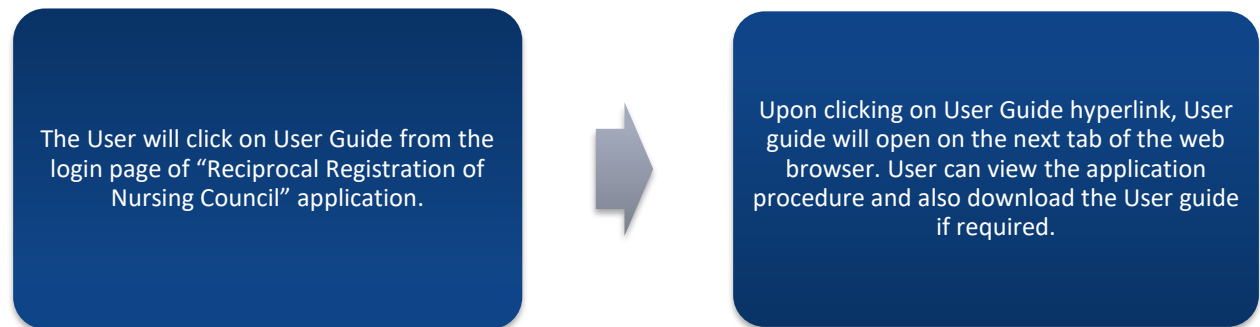 The User will click on User Guide from the
login page of “Reciprocal Registration of
Nursing Council” application.
Upon clicking on User Guide hyperlink, User
guide will open on the next tab of the web
browser. User can view the application
procedure and also download the User guide
if required.